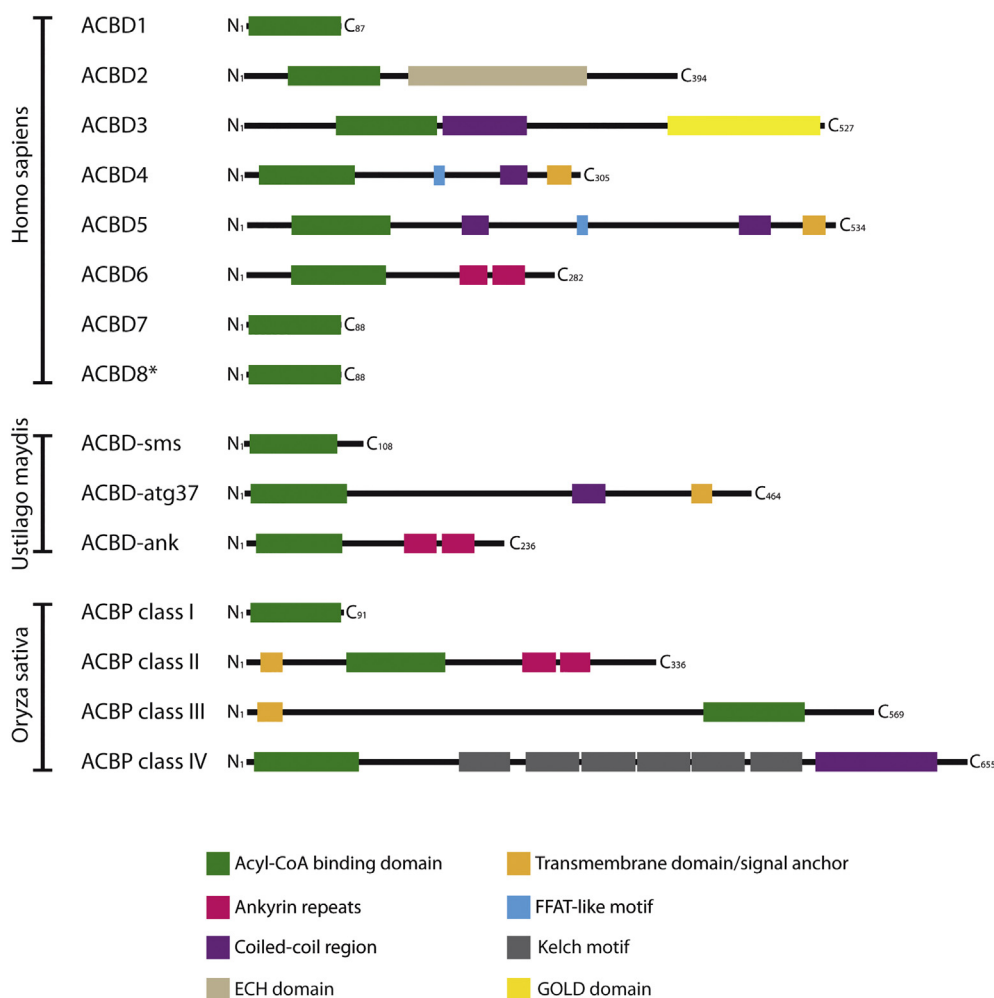 Homo sapiens
ACBD1 N1 C87
ACBD2 N1 C394
ACBD3 N1 C527
ACBD4 N1 C305
ACBD5 N1 C534
ACBD6 N1 C282
ACBD7 N1 C88
ACBD8* N1 C88
Ustilago maydis
ACBD-sms N1 C108
ACBD-atg37 N1 C464
ACBD-ank N1 C236
Oryza sativa
ACBP class I N1 C91
ACBP class II N1 C336
ACBP class III N1 C569
ACBP class IV N1 C655
Acyl-CoA binding domain
Ankyrin repeats
Coiled-coil region
ECH domain
Transmembrane domain/signal anchor
FFAT-like motif
Kelch motif
GOLD domain